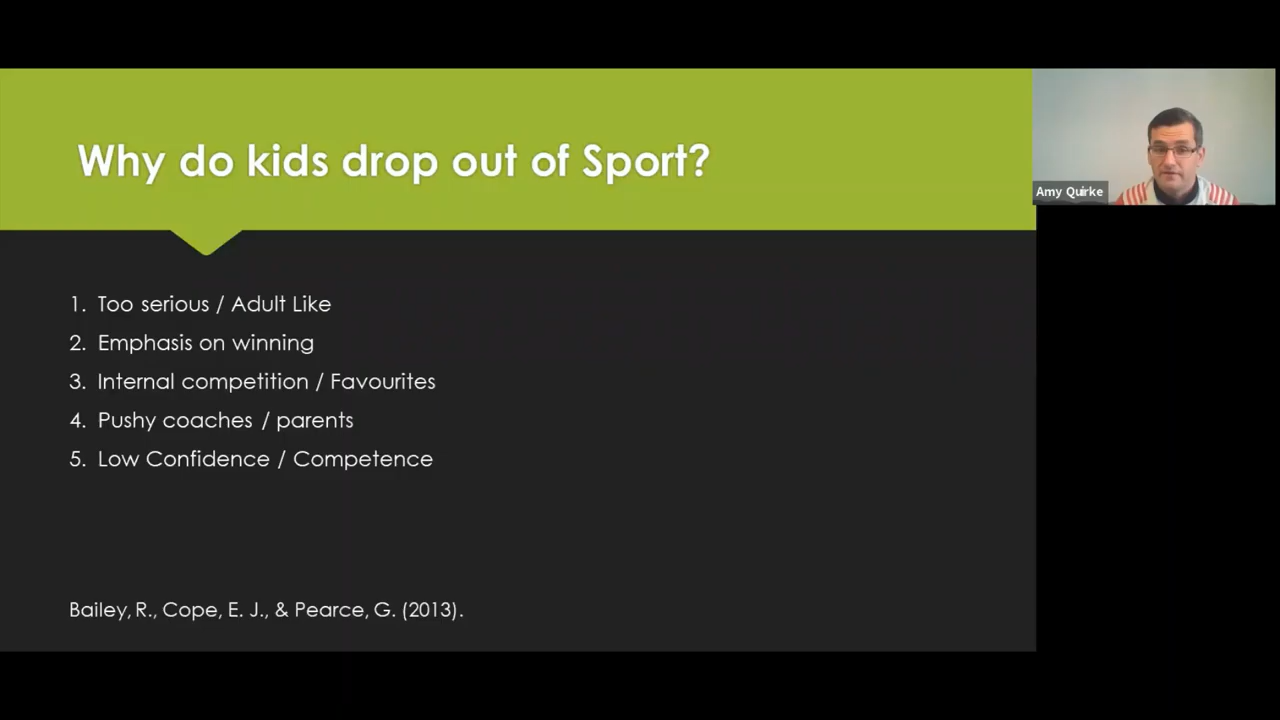 Why do kids drop out of Sport?
Amy Quirke
1. Too serious / Adult Like
2. Emphasis on winning
3. Internal competition / Favourites
4. Pushy coaches / parents
5. Low Confidence / Competence
Bailey, R., Cope, E. J., & Pearce, G. (2013).